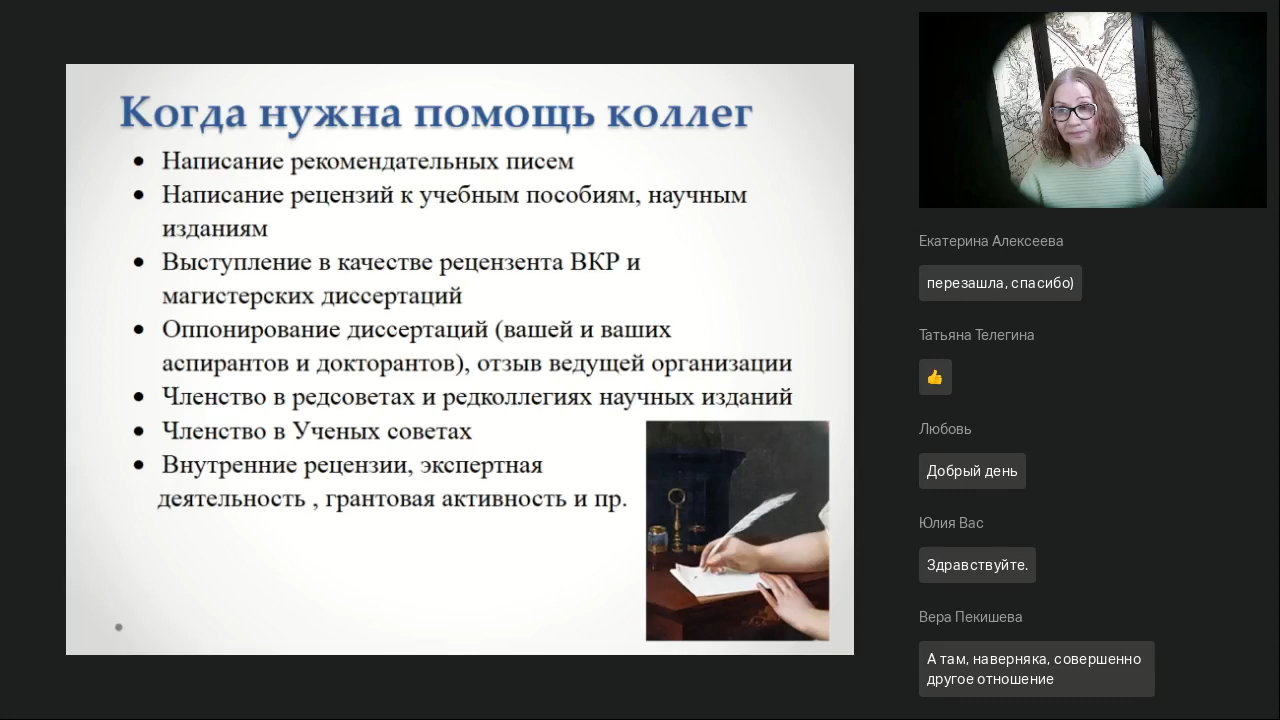 Когда нужна помощь коллег
• Написание рекомендательных писем
• Написание рецензий к учебным пособиям, научным
изданиям
• Выступление в качестве рецензента ВКР и
магистерских диссертаций
• Оппонирование диссертаций (вашей и ваших
аспирантов и докторантов), отзыв ведущей организации
• Членство в редсоветах и редколлегиях научных изданий
• Членство в Ученых советах
• Внутренние рецензии, экспертная
деятельность , грантовая активность и пр.
Екатерина Алексеева
перезашла, спасибо)
Татьяна Телегина
👍
Любовь
Добрый день
Юлия Вас
Здравствуйте.
Вера Пекишева
А там, наверняка, совершенно
другое отношение